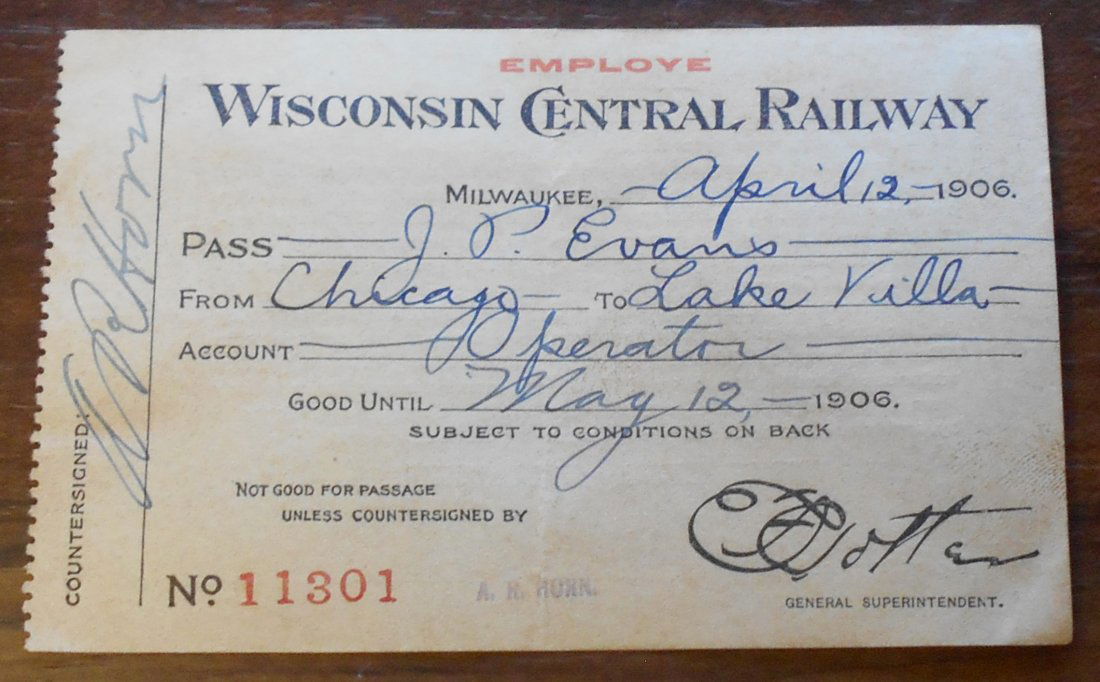 EMPLOYE
WISCONSIN CENTRAL RAILWAY
MILWAUKEE, April 12, 1906.
PASS J. P. Evans
FROM Chicago TO Lake Villa
ACCOUNT Operator
GOOD UNTIL May 12, 1906.
SUBJECT TO CONDITIONS ON BACK
NOT GOOD FOR PASSAGE
UNLESS COUNTERSIGNED BY
No 11301
A. R. HORN.
GENERAL SUPERINTENDENT.
COUNTERSIGNED: A R Horn